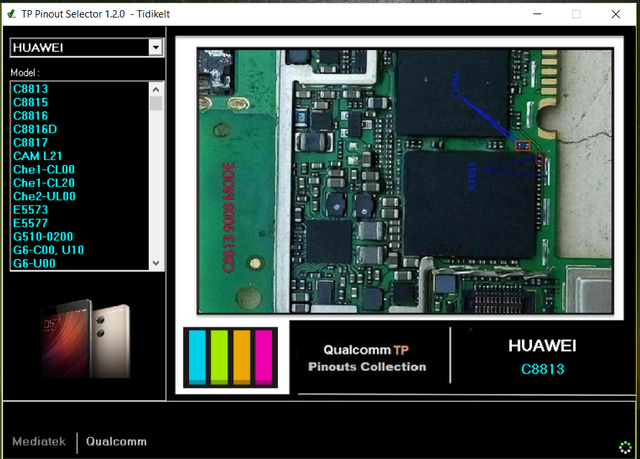 TP Pinout Selector 1.2.0 - Tidikelt
HUAWEI
Model :
C8813
C8815
C8816
C8816D
C8817
CAM L21
Che1-CL00
Che1-CL20
Che2-UL00
E5573
E5577
G510-0200
G6-C00, U10
G6-U00
C8813 9008 MODE
Qualcomm TP
Pinouts Collection
HUAWEI
C8813
Mediatek
Qualcomm